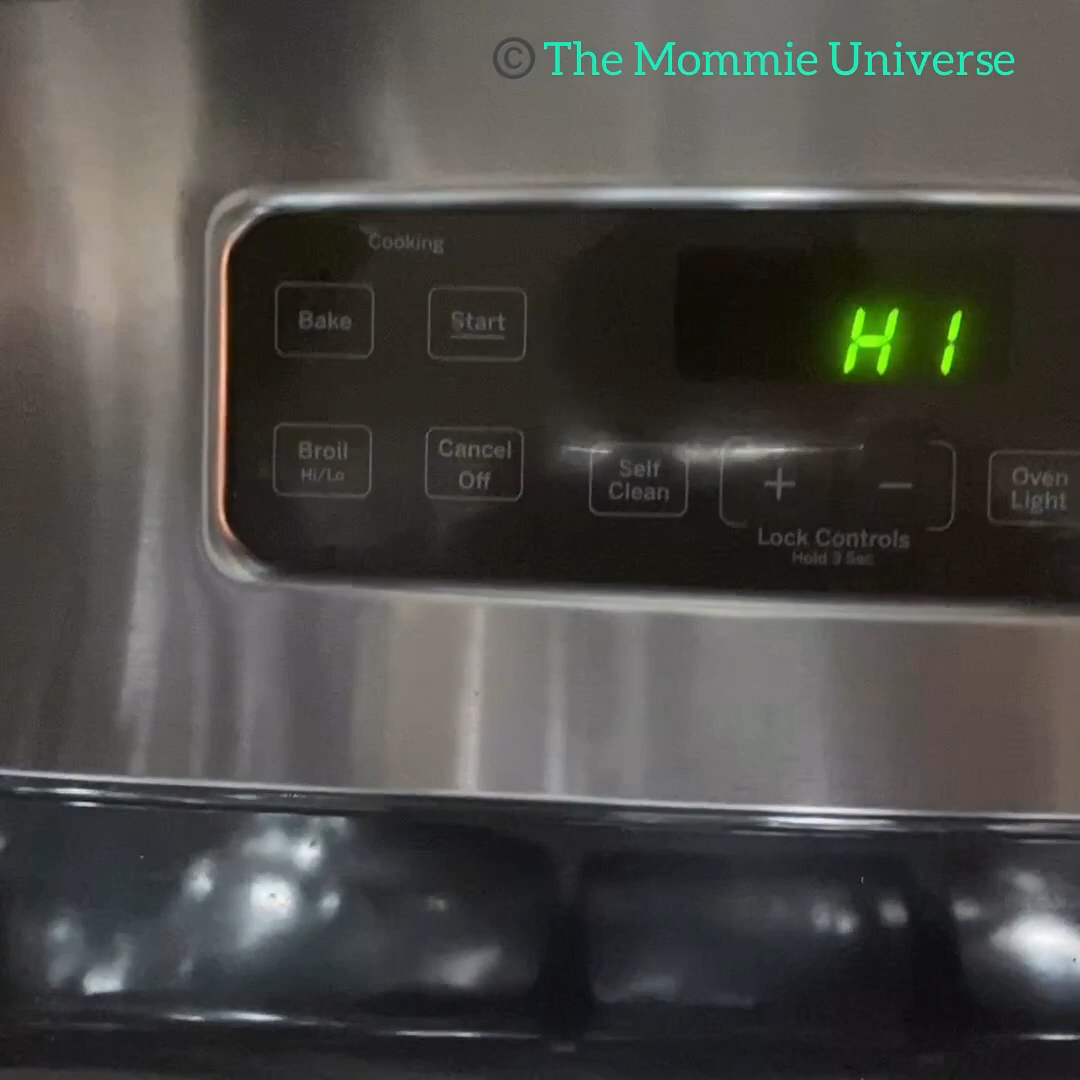 © The Mommie Universe
Cooking
Bake
Start
HI
Broil
Hi/Lo
Cancel
Off
Self
Clean
+
−
Oven
Light
Lock Controls
Hold 3 Sec